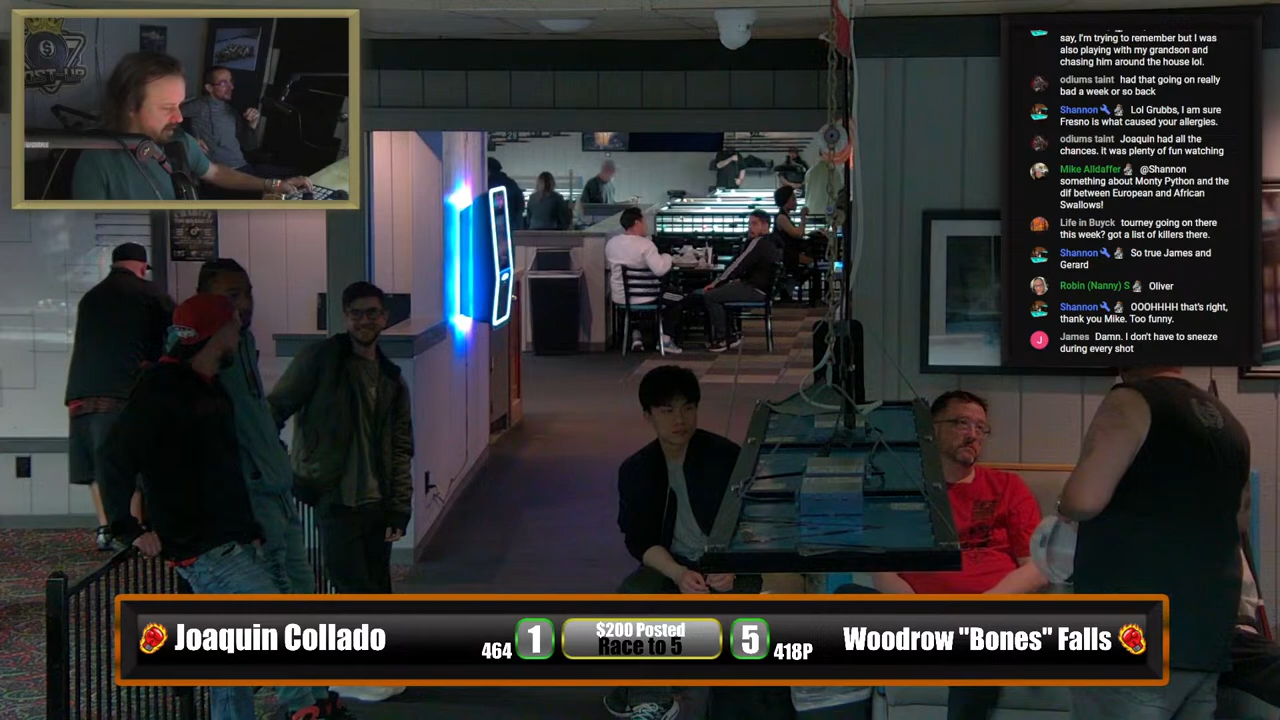 say, I'm trying to remember but I was
also playing with my grandson and
chasing him around the house lol.
odiums taint had that going on really
bad a week or so back
Shannon Lol Grubbs, I am sure
Fresno is what caused your allergies.
odiums taint Joaquin had all the
chances. it was plenty of fun watching
Mike Alldaffer @Shannon
something about Monty Python and the
dif between European and African
Swallows!
Life in Buyck tourney going on there
this week? got a list of killers there.
Shannon So true James and
Gerard
Robin (Nanny) S Oliver
Shannon OOOHHHH that's right,
thank you Mike. Too funny.
J James Damn. I don't have to sneeze
during every shot
Joaquin Collado 464 1 $200 Posted 5 418P Woodrow "Bones" Falls
Race to 5